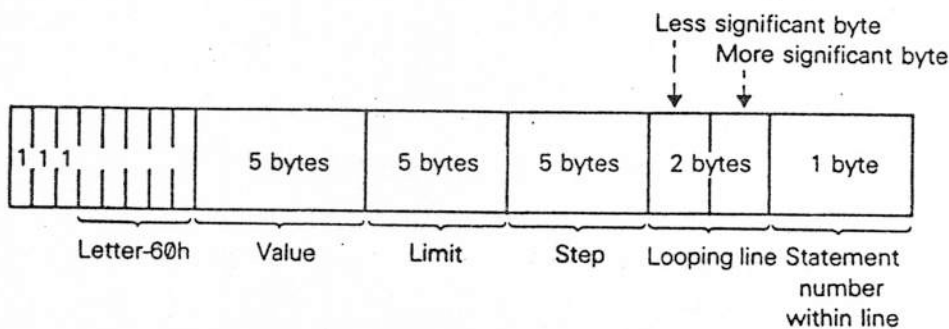 Less significant byte
More significant byte
1 1 1
5 bytes
5 bytes
5 bytes
2 bytes
1 byte
Letter-60h
Value
Limit
Step
Looping line
Statement
number
within line